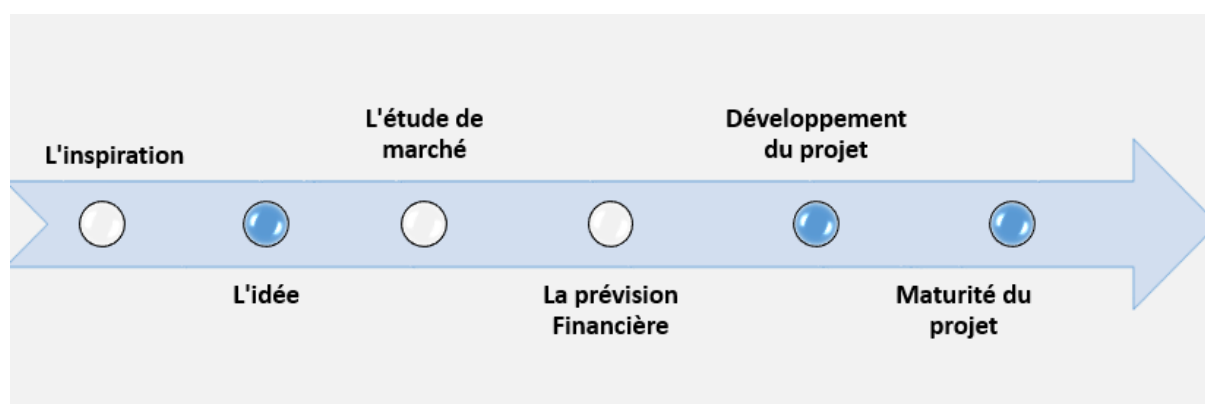 L'inspiration
L'idée
L'étude de
marché
La prévision
Financière
Développement
du projet
Maturité du
projet